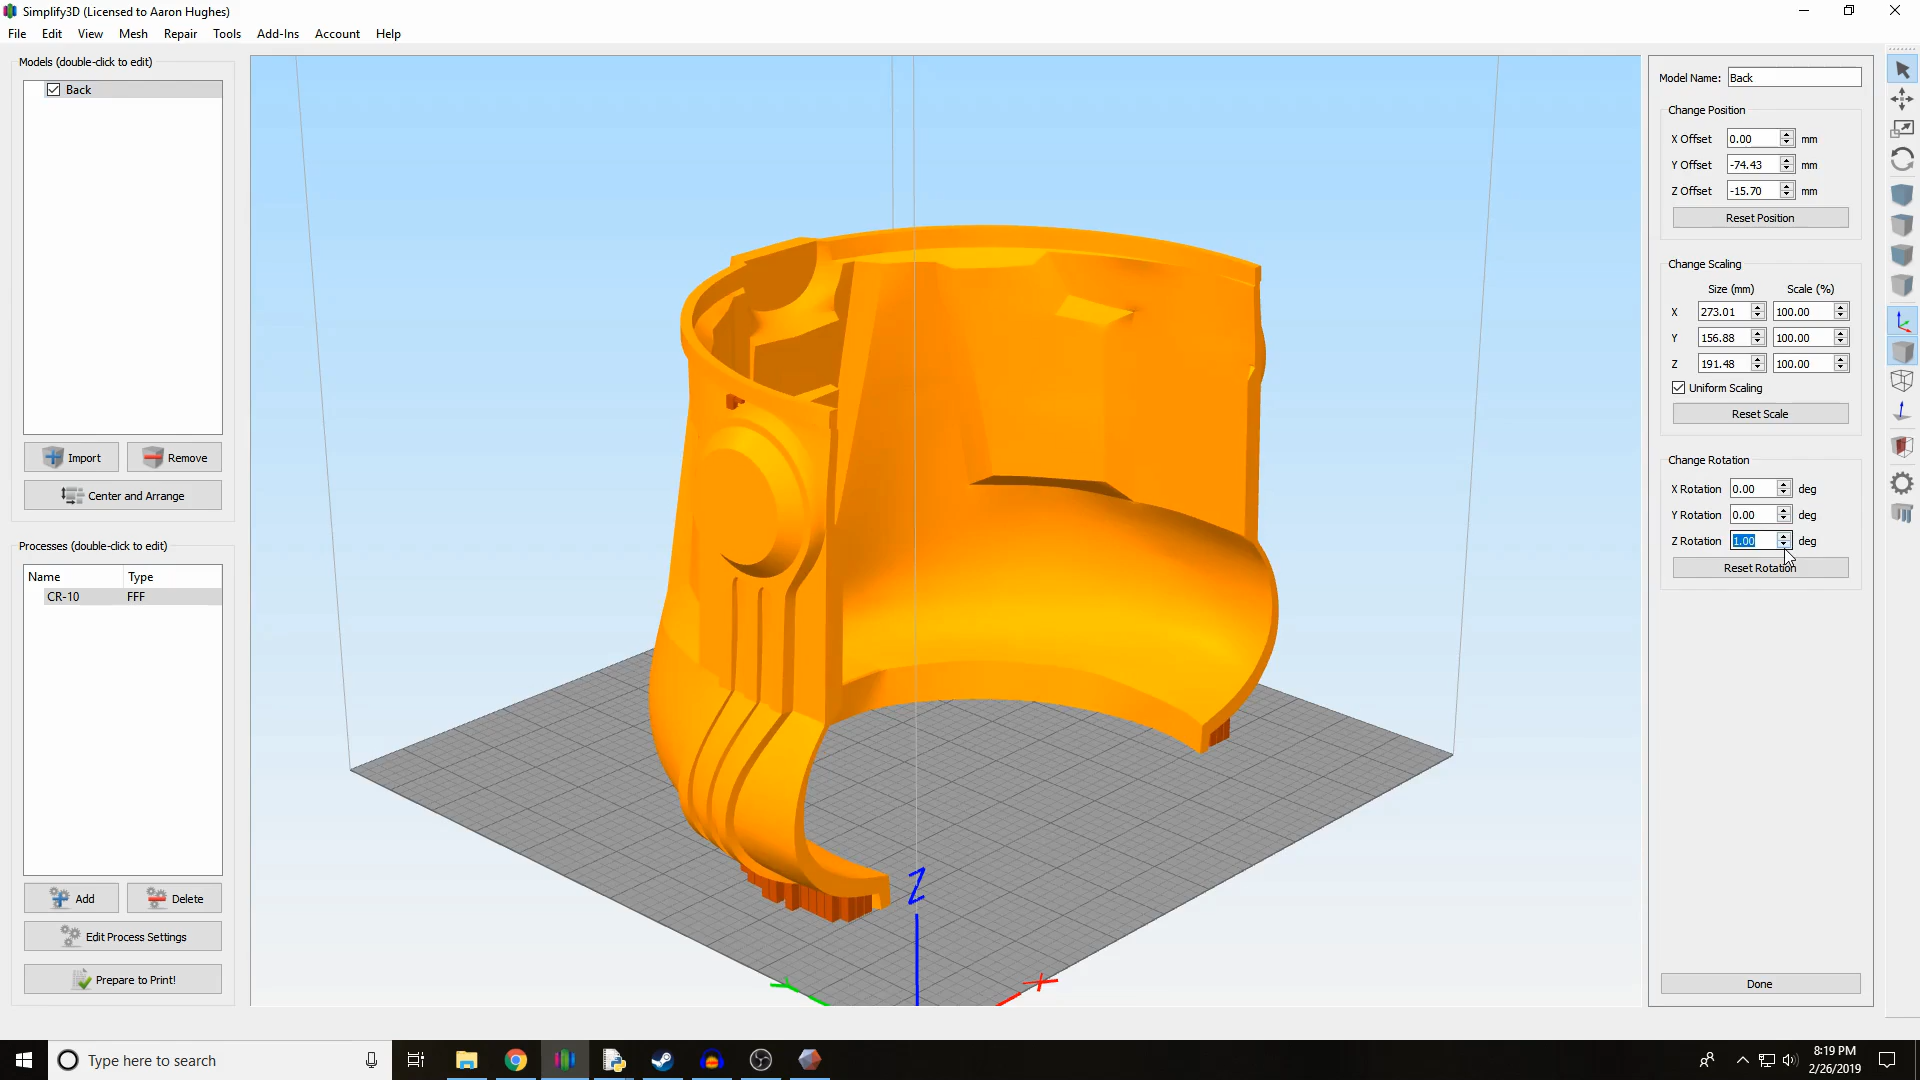 Simplify3D (Licensed to Aaron Hughes)
File Edit View Mesh Repair Tools Add-Ins Account Help
Models (double-click to edit)
Back
Import Remove
Center and Arrange
Processes (double-click to edit)
Name Type
CR-10 FFF
Add Delete
Edit Process Settings
Prepare to Print!
Z
Y
X
Model Name: Back
Change Position
X Offset 0.00 mm
Y Offset -74.43 mm
Z Offset -15.70 mm
Reset Position
Change Scaling
Size (mm) Scale (%)
X 273.01 100.00
Y 156.88 100.00
Z 191.48 100.00
Uniform Scaling
Reset Scale
Change Rotation
X Rotation 0.00 deg
Y Rotation 0.00 deg
Z Rotation 1.00 deg
Reset Rotation
Done
Type here to search
8:19 PM
2/26/2019